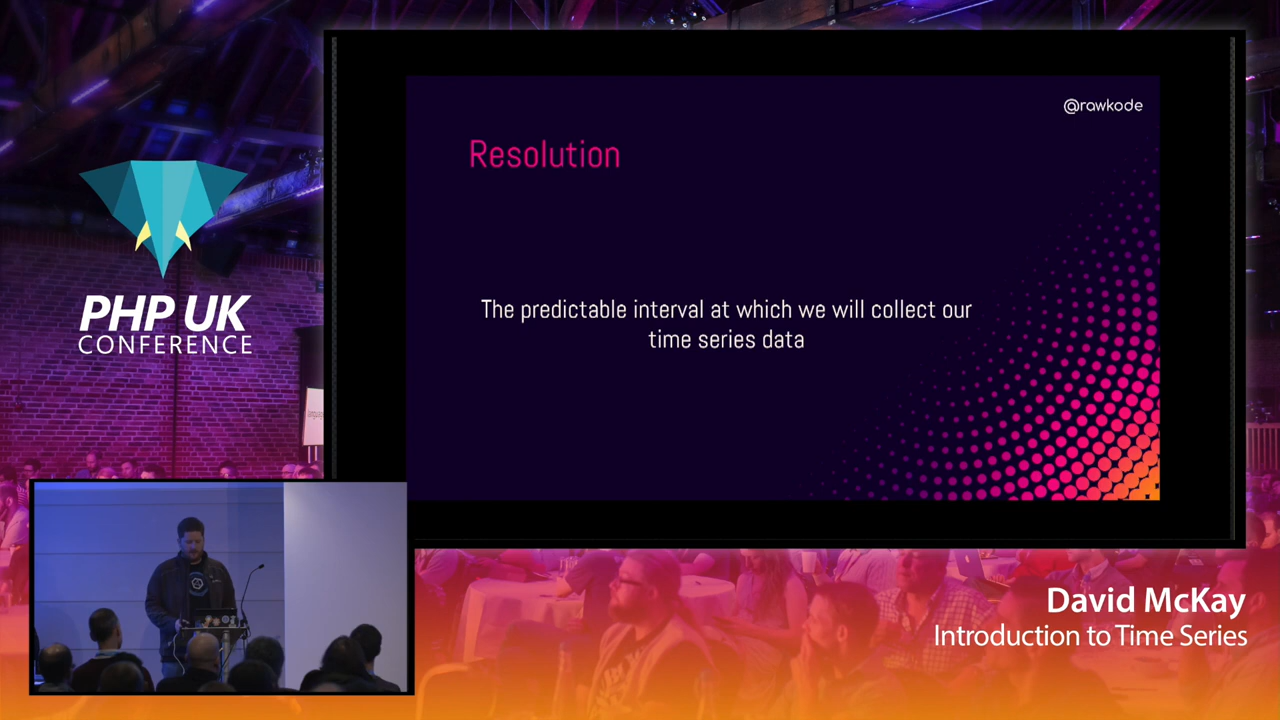 @rawkode
Resolution
The predictable interval at which we will collect our
time series data
PHP UK
CONFERENCE
David McKay
Introduction to Time Series